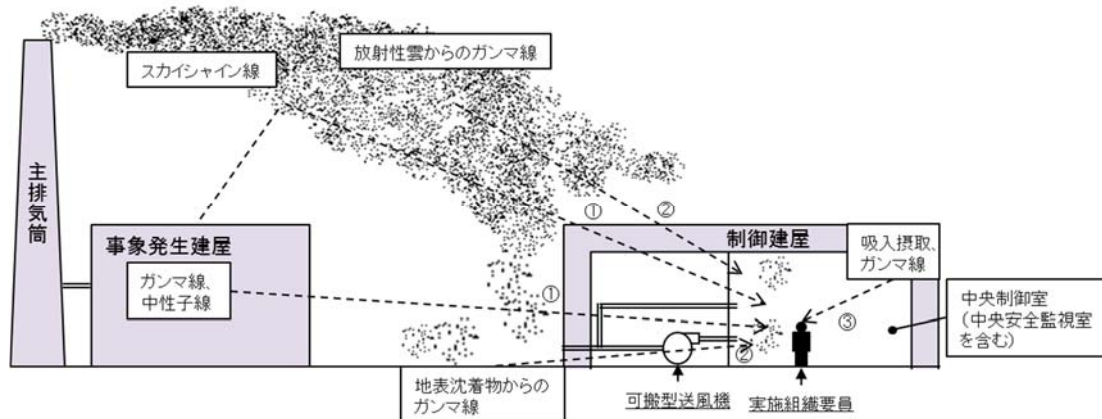 スカイシャイン線
放射性雲からのガンマ線
主排気筒
事象発生建屋
ガンマ線、
中性子線
①
①
②
制御建屋
吸入摂取、
ガンマ線
③
中央制御室
(中央安全監視室
を含む)
②
地表沈着物からの
ガンマ線
可搬型送風機
実施組織要員